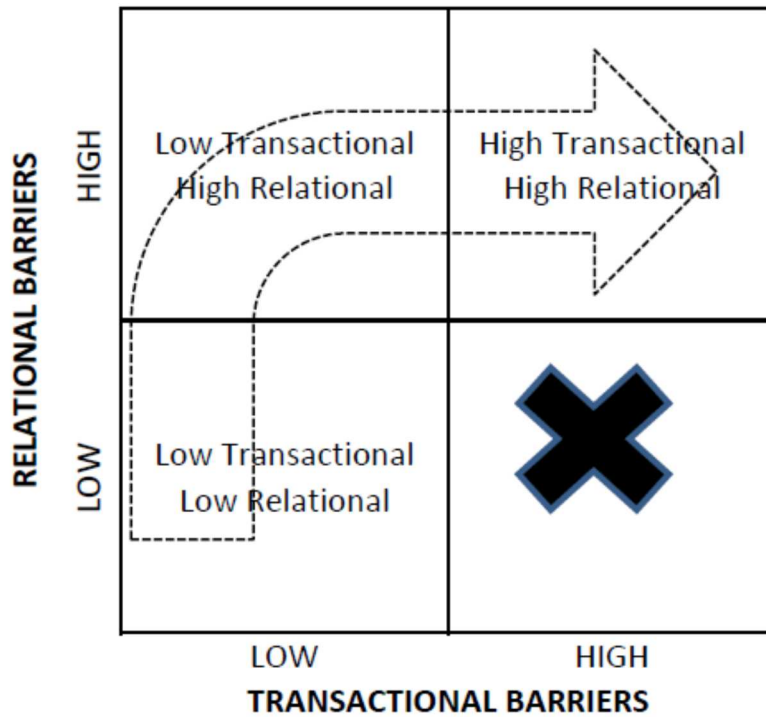 RELATIONAL BARRIERS
HIGH
LOW
Low Transactional
High Relational
High Transactional
High Relational
Low Transactional
Low Relational
LOW
HIGH
TRANSACTIONAL BARRIERS